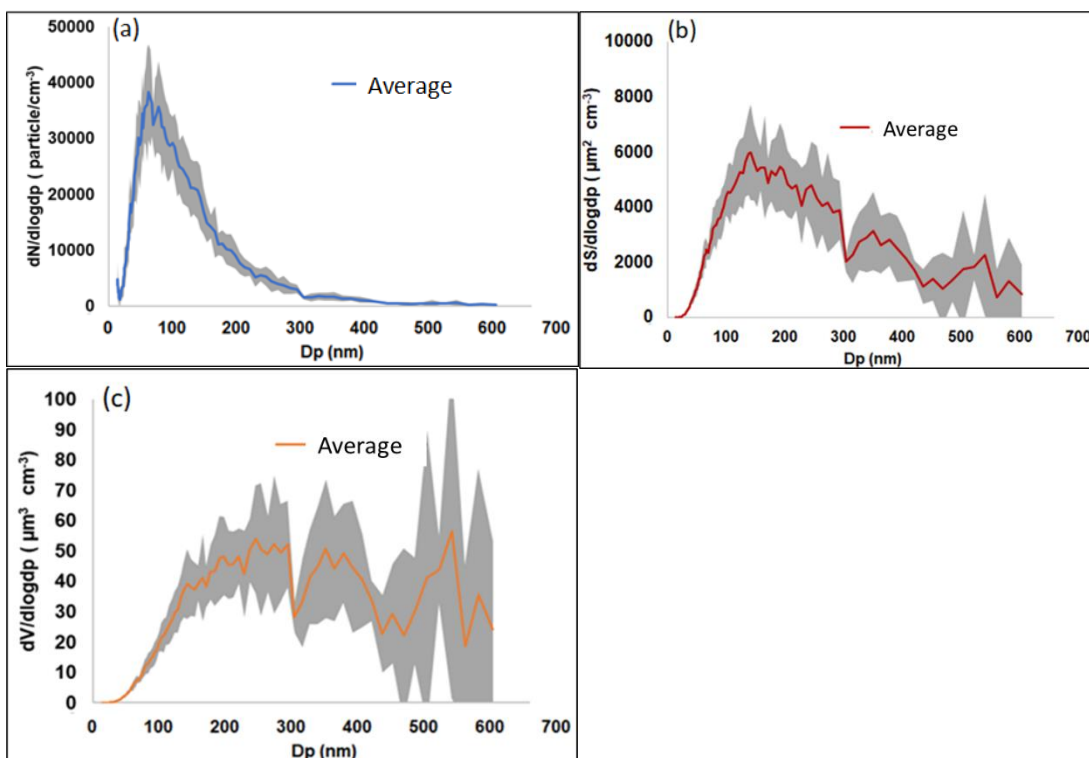 (a)
50000
40000
30000
20000
10000
0
dN/dlogdp ( particle/cm⁻³)
Average
0 100 200 300 400 500 600 700
Dp (nm)
(b)
10000
8000
6000
4000
2000
0
dS/dlogdp ( µm² cm⁻³)
Average
0 100 200 300 400 500 600 700
Dp (nm)
(c)
100
90
80
70
60
50
40
30
20
10
0
dV/dlogdp ( µm³ cm⁻³)
Average
0 100 200 300 400 500 600 700
Dp (nm)